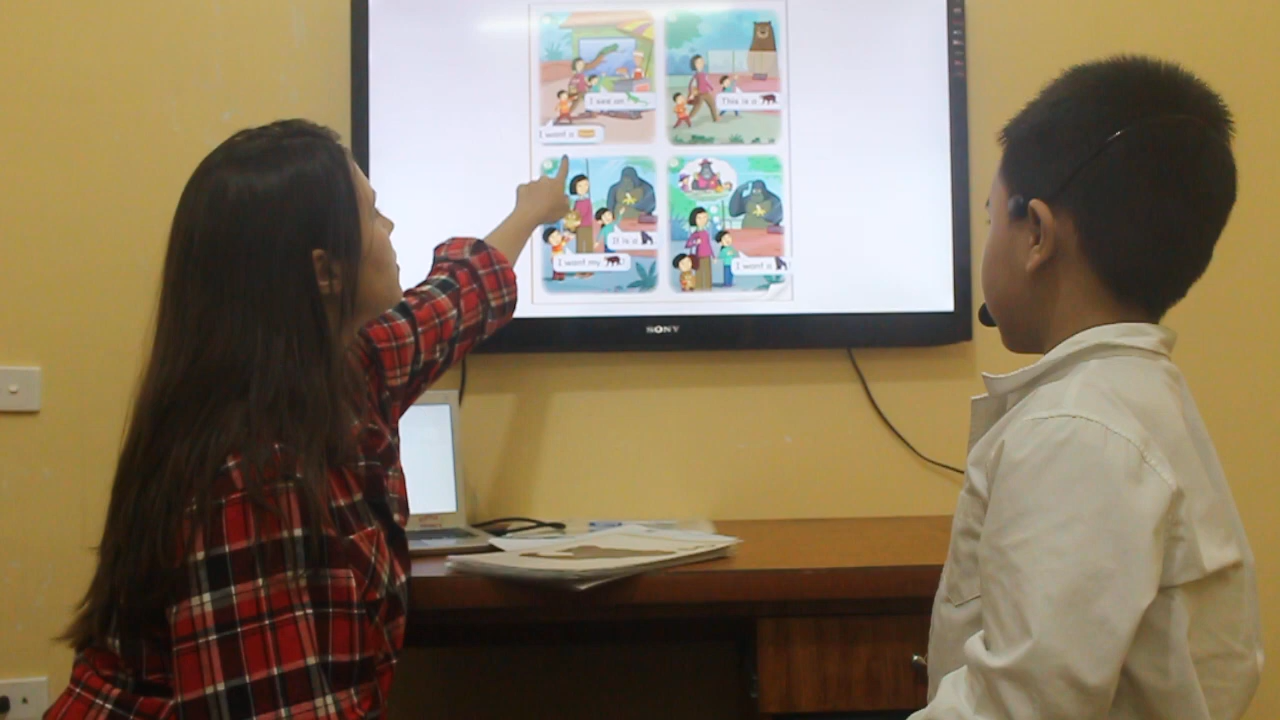 I see an
I want a
This is a
It is a
I want my
I want a
SONY